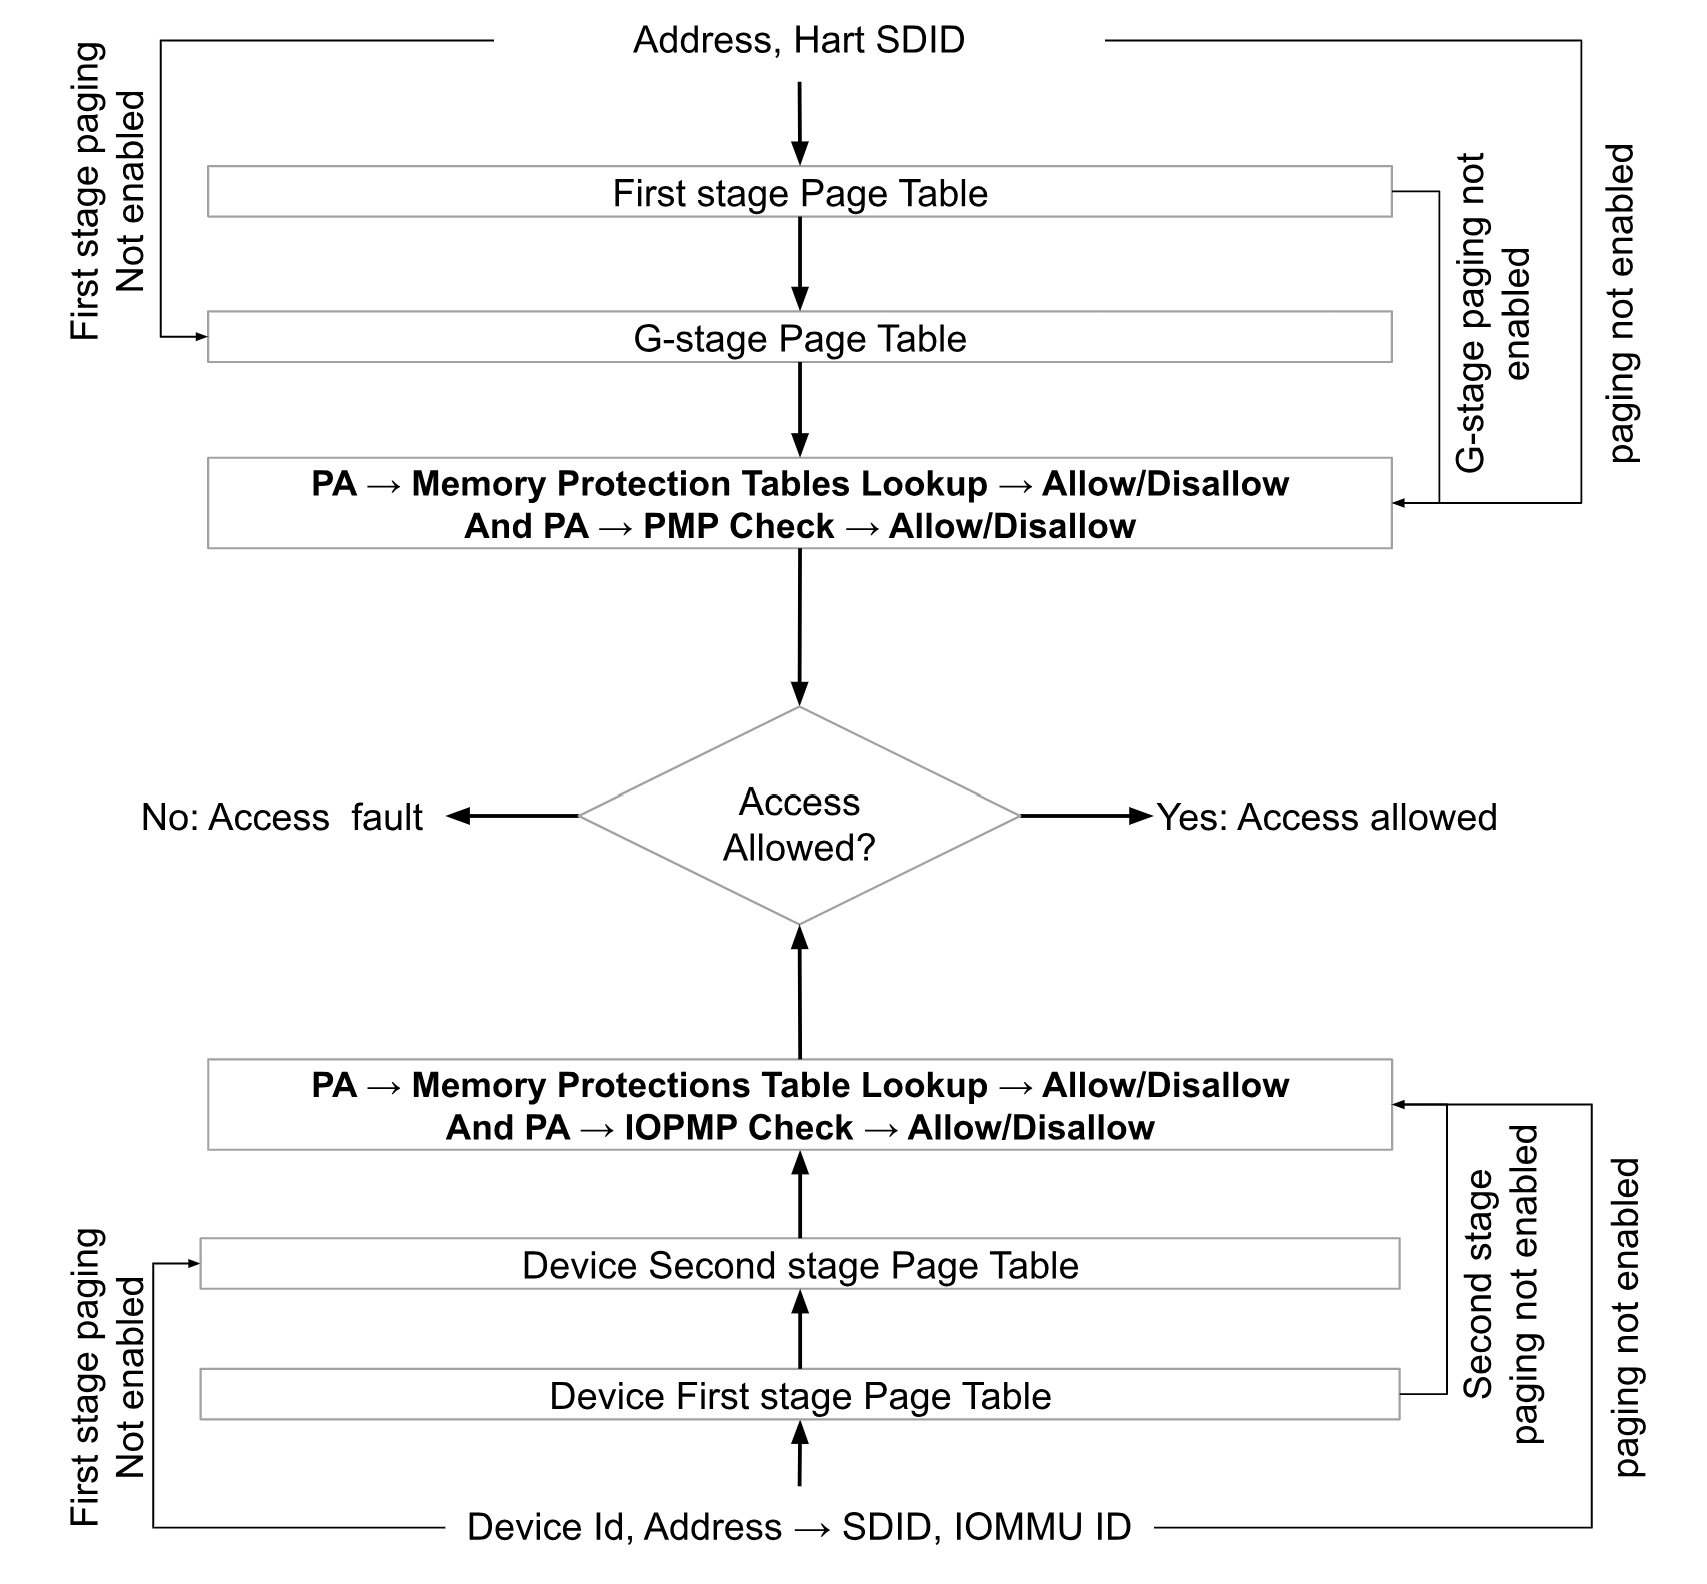 Address, Hart SDID
First stage paging
Not enabled
First stage Page Table
G-stage Page Table
G-stage paging not
enabled
paging not enabled
PA → Memory Protection Tables Lookup → Allow/Disallow
And PA → PMP Check → Allow/Disallow
No: Access fault
Access
Allowed?
Yes: Access allowed
PA → Memory Protections Table Lookup → Allow/Disallow
And PA → IOPMP Check → Allow/Disallow
First stage paging
Not enabled
Device Second stage Page Table
Device First stage Page Table
Second stage
paging not enabled
paging not enabled
Device Id, Address → SDID, IOMMU ID